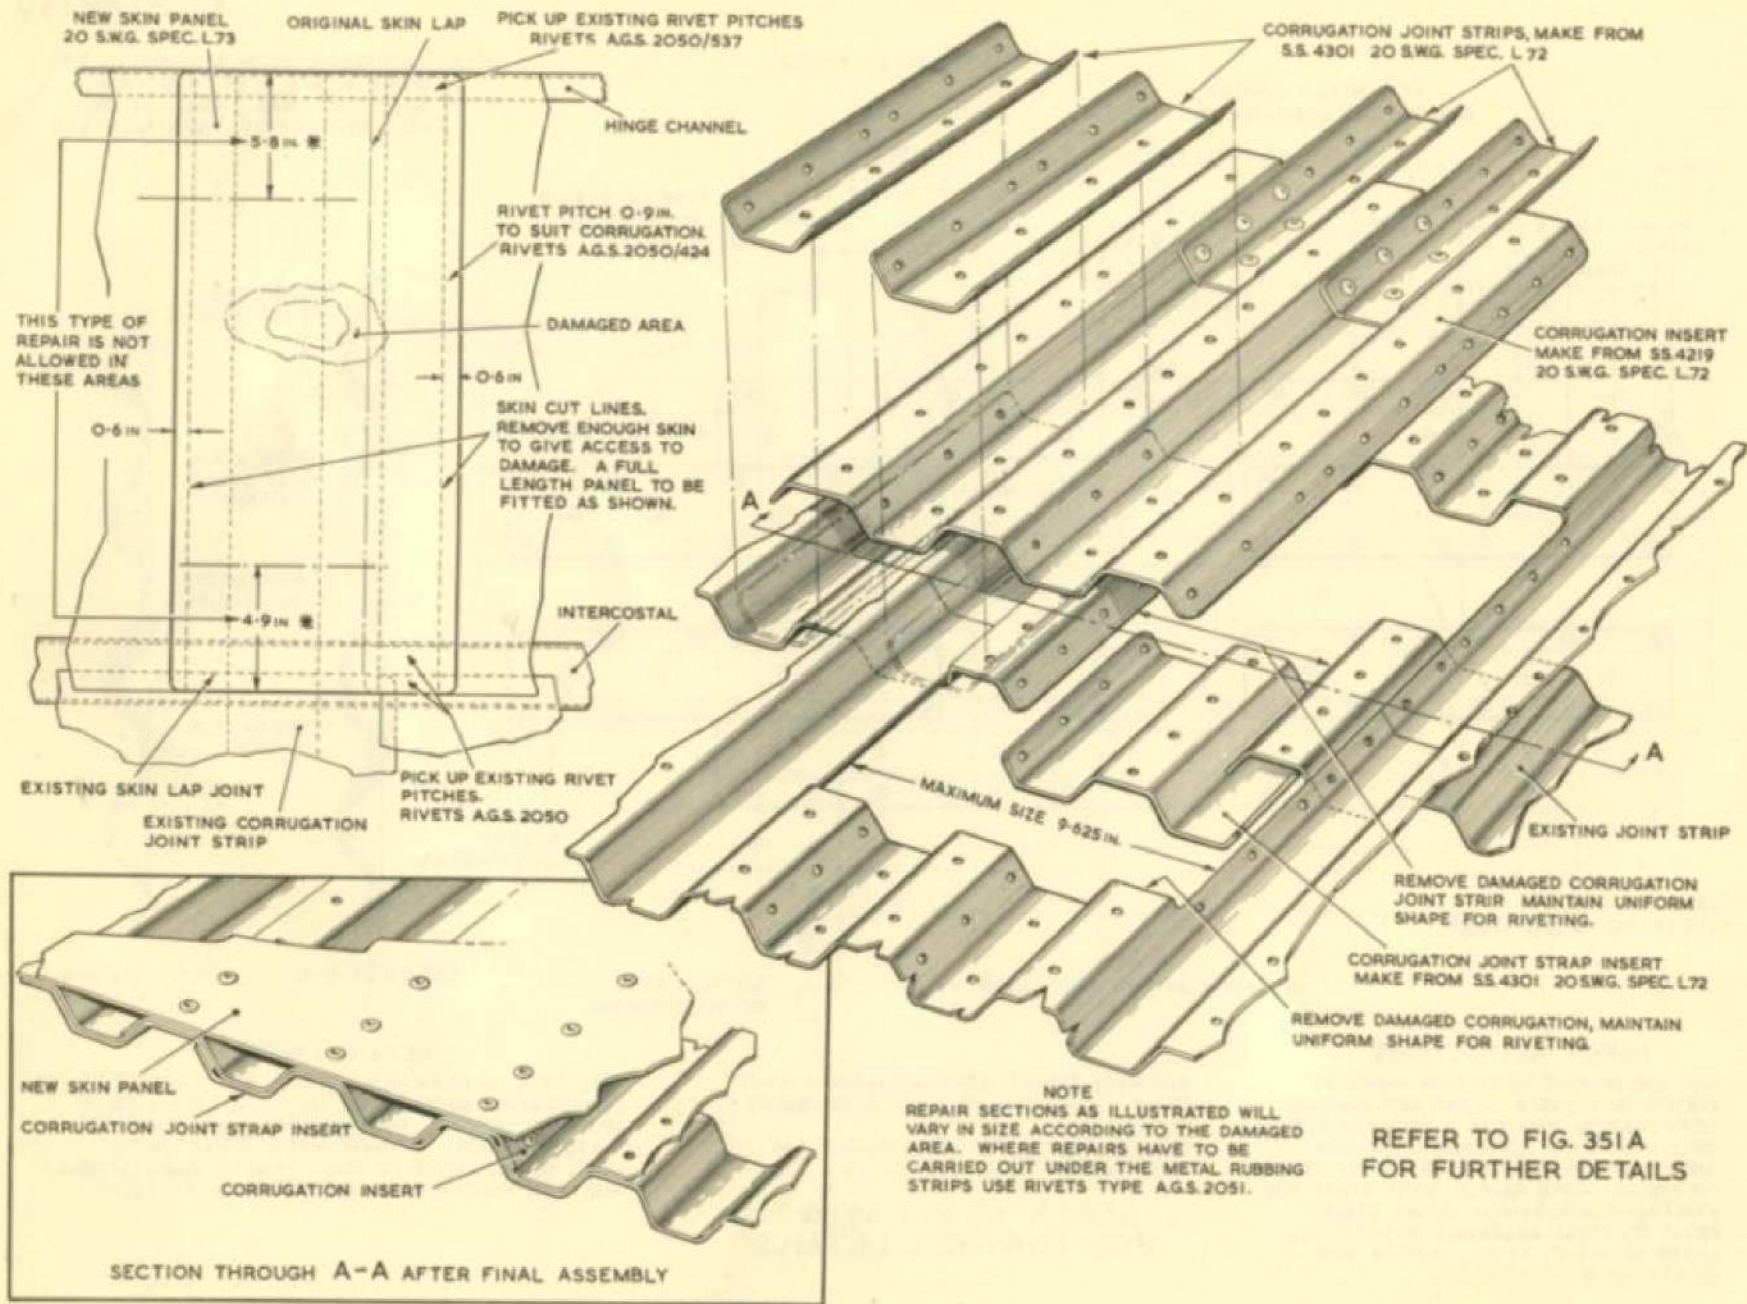 NEW SKIN PANEL
20 S.W.G. SPEC. L.73
ORIGINAL SKIN LAP
PICK UP EXISTING RIVET PITCHES
RIVETS A.G.S. 2050/537
HINGE CHANNEL
5·8 IN
RIVET PITCH 0·9 IN.
TO SUIT CORRUGATION.
RIVETS A.G.S. 2050/424
THIS TYPE OF
REPAIR IS NOT
ALLOWED IN
THESE AREAS
DAMAGED AREA
0·6 IN
0·6 IN
SKIN CUT LINES.
REMOVE ENOUGH SKIN
TO GIVE ACCESS TO
DAMAGE. A FULL
LENGTH PANEL TO BE
FITTED AS SHOWN.
4·9 IN
INTERCOSTAL
EXISTING SKIN LAP JOINT
EXISTING CORRUGATION
JOINT STRIP
PICK UP EXISTING RIVET
PITCHES.
RIVETS A.G.S. 2050
CORRUGATION JOINT STRIPS, MAKE FROM
S.S. 4301 20 S.W.G. SPEC. L.72
CORRUGATION INSERT
MAKE FROM SS.4219
20 S.W.G. SPEC. L.72
A
A
MAXIMUM SIZE 9·625 IN.
EXISTING JOINT STRIP
REMOVE DAMAGED CORRUGATION
JOINT STRIR MAINTAIN UNIFORM
SHAPE FOR RIVETING.
CORRUGATION JOINT STRAP INSERT
MAKE FROM S.S. 4301 20 S.W.G. SPEC. L.72
REMOVE DAMAGED CORRUGATION, MAINTAIN
UNIFORM SHAPE FOR RIVETING.
NEW SKIN PANEL
CORRUGATION JOINT STRAP INSERT
CORRUGATION INSERT
SECTION THROUGH A-A AFTER FINAL ASSEMBLY
NOTE
REPAIR SECTIONS AS ILLUSTRATED WILL
VARY IN SIZE ACCORDING TO THE DAMAGED
AREA. WHERE REPAIRS HAVE TO BE
CARRIED OUT UNDER THE METAL RUBBING
STRIPS USE RIVETS TYPE A.G.S. 2051.
REFER TO FIG. 351A
FOR FURTHER DETAILS